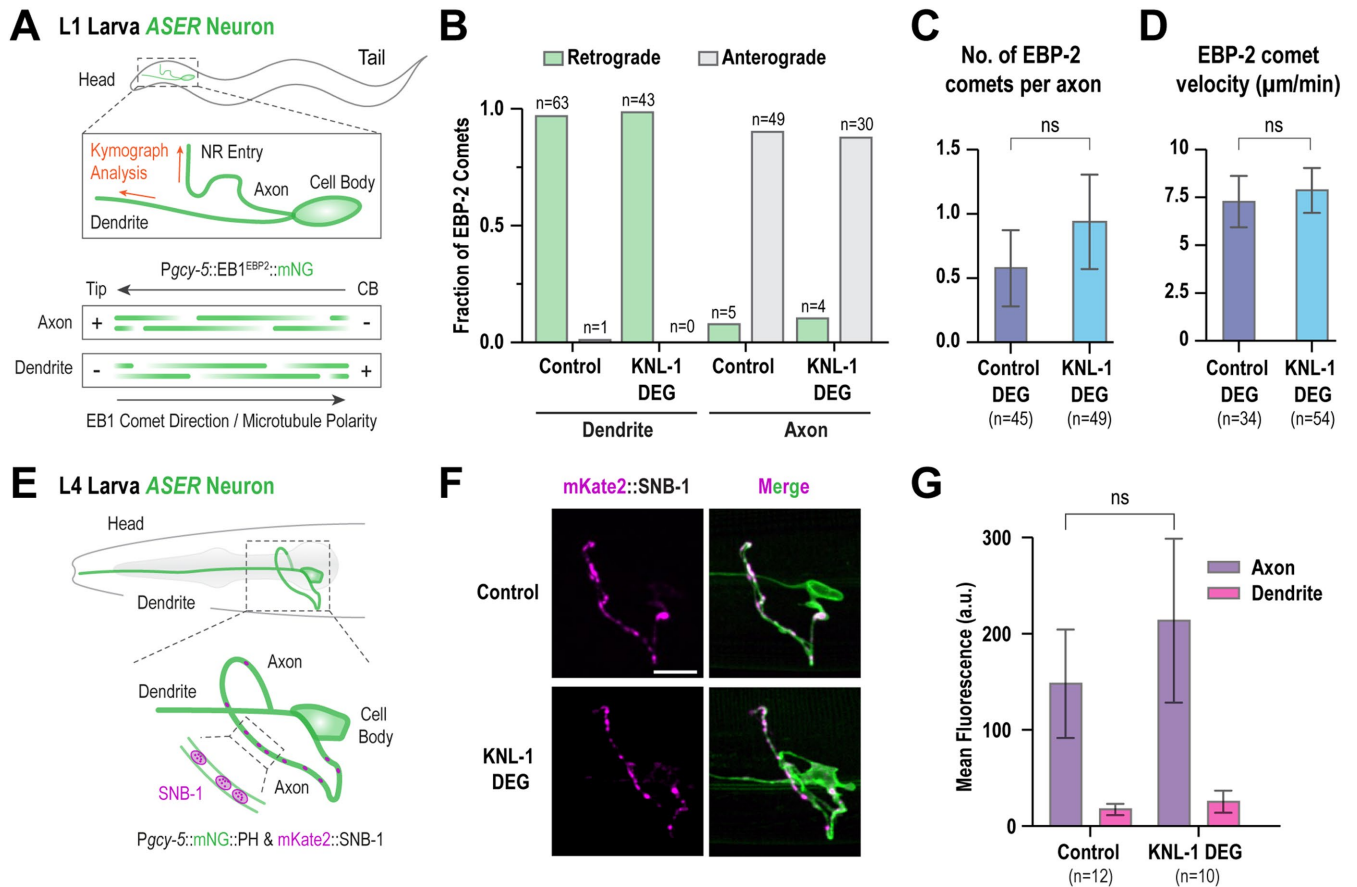 A L1 Larva ASER Neuron
Head
Tail
Kymograph
Analysis
NR Entry
Axon
Cell Body
Dendrite
Pgcy-5::EB1EBP2::mNG
Tip
CB
Axon
+
-
Dendrite
-
+
EB1 Comet Direction / Microtubule Polarity
B
Retrograde
Anterograde
Fraction of EBP-2 Comets
1.0
0.5
0.0
n=63
n=1
n=43
n=0
n=5
n=49
n=4
n=30
Control
KNL-1
DEG
Control
KNL-1
DEG
Dendrite
Axon
C
No. of EBP-2
comets per axon
ns
1.5
1.0
0.5
0.0
Control
DEG
(n=45)
KNL-1
DEG
(n=49)
D
EBP-2 comet
velocity (µm/min)
ns
10
7.5
5
2.5
0
Control
DEG
(n=34)
KNL-1
DEG
(n=54)
E L4 Larva ASER Neuron
Head
Dendrite
Axon
Dendrite
Cell
Body
SNB-1
Axon
Pgcy-5::mNG::PH & mKate2::SNB-1
F
mKate2::SNB-1
Merge
Control
KNL-1
DEG
G
ns
Mean Fluorescence (a.u.)
300
200
100
0
Axon
Dendrite
Control
(n=12)
KNL-1 DEG
(n=10)